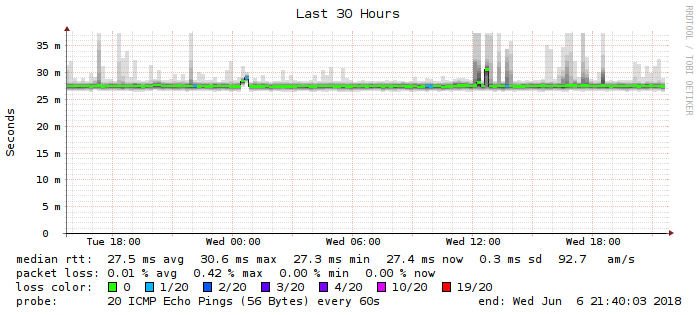 Last 30 Hours
RRDTOOL / TOBI OETIKER
Seconds
35 m
30 m
25 m
20 m
15 m
10 m
5 m
0
Tue 18:00 Wed 00:00 Wed 06:00 Wed 12:00 Wed 18:00
median rtt: 27.5 ms avg 30.6 ms max 27.3 ms min 27.4 ms now 0.3 ms sd 92.7 am/s
packet loss: 0.01 % avg 0.42 % max 0.00 % min 0.00 % now
loss color: 0 1/20 2/20 3/20 4/20 10/20 19/20
probe: 20 ICMP Echo Pings (56 Bytes) every 60s end: Wed Jun 6 21:40:03 2018